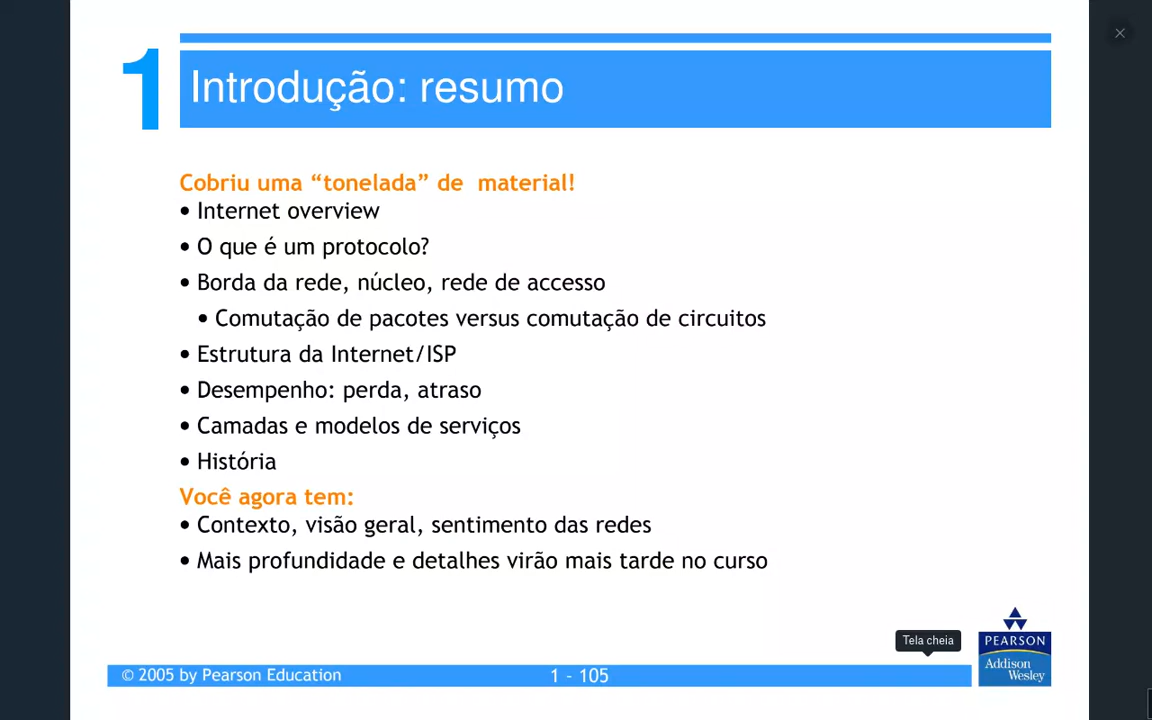 1
Introdução: resumo
Cobriu uma “tonelada” de material!
• Internet overview
• O que é um protocolo?
• Borda da rede, núcleo, rede de accesso
• Comutação de pacotes versus comutação de circuitos
• Estrutura da Internet/ISP
• Desempenho: perda, atraso
• Camadas e modelos de serviços
• História
Você agora tem:
• Contexto, visão geral, sentimento das redes
• Mais profundidade e detalhes virão mais tarde no curso
Tela cheia
PEARSON
Addison
Wesley
© 2005 by Pearson Education
1 - 105